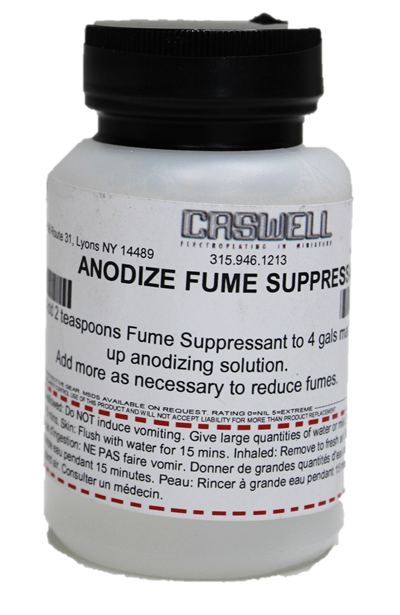 CASWELL
ELECTROPLATING IN MINIATURE
Route 31, Lyons NY 14489
315.946.1213
ANODIZE FUME SUPPRESS
2 teaspoons Fume Suppressant to 4 gals
up anodizing solution.
Add more as necessary to reduce fumes.
GEAR MSDS AVAILABLE ON REQUEST. RATING 0=NIL 5=EXTREME
USE OF THIS PRODUCT AND WILL NOT ACCEPT LIABILITY FOR MORE THAN PRODUCT REPLACEMENT
Do NOT induce vomiting. Give large quantities of water or
Skin: Flush with water for 15 mins. Inhaled: Remove to fresh
NE PAS faire vomir. Donner de grandes quantités
eau pendant 15 minutes. Peau: Rincer à grande eau pendant 15
air. Consulter un médecin.